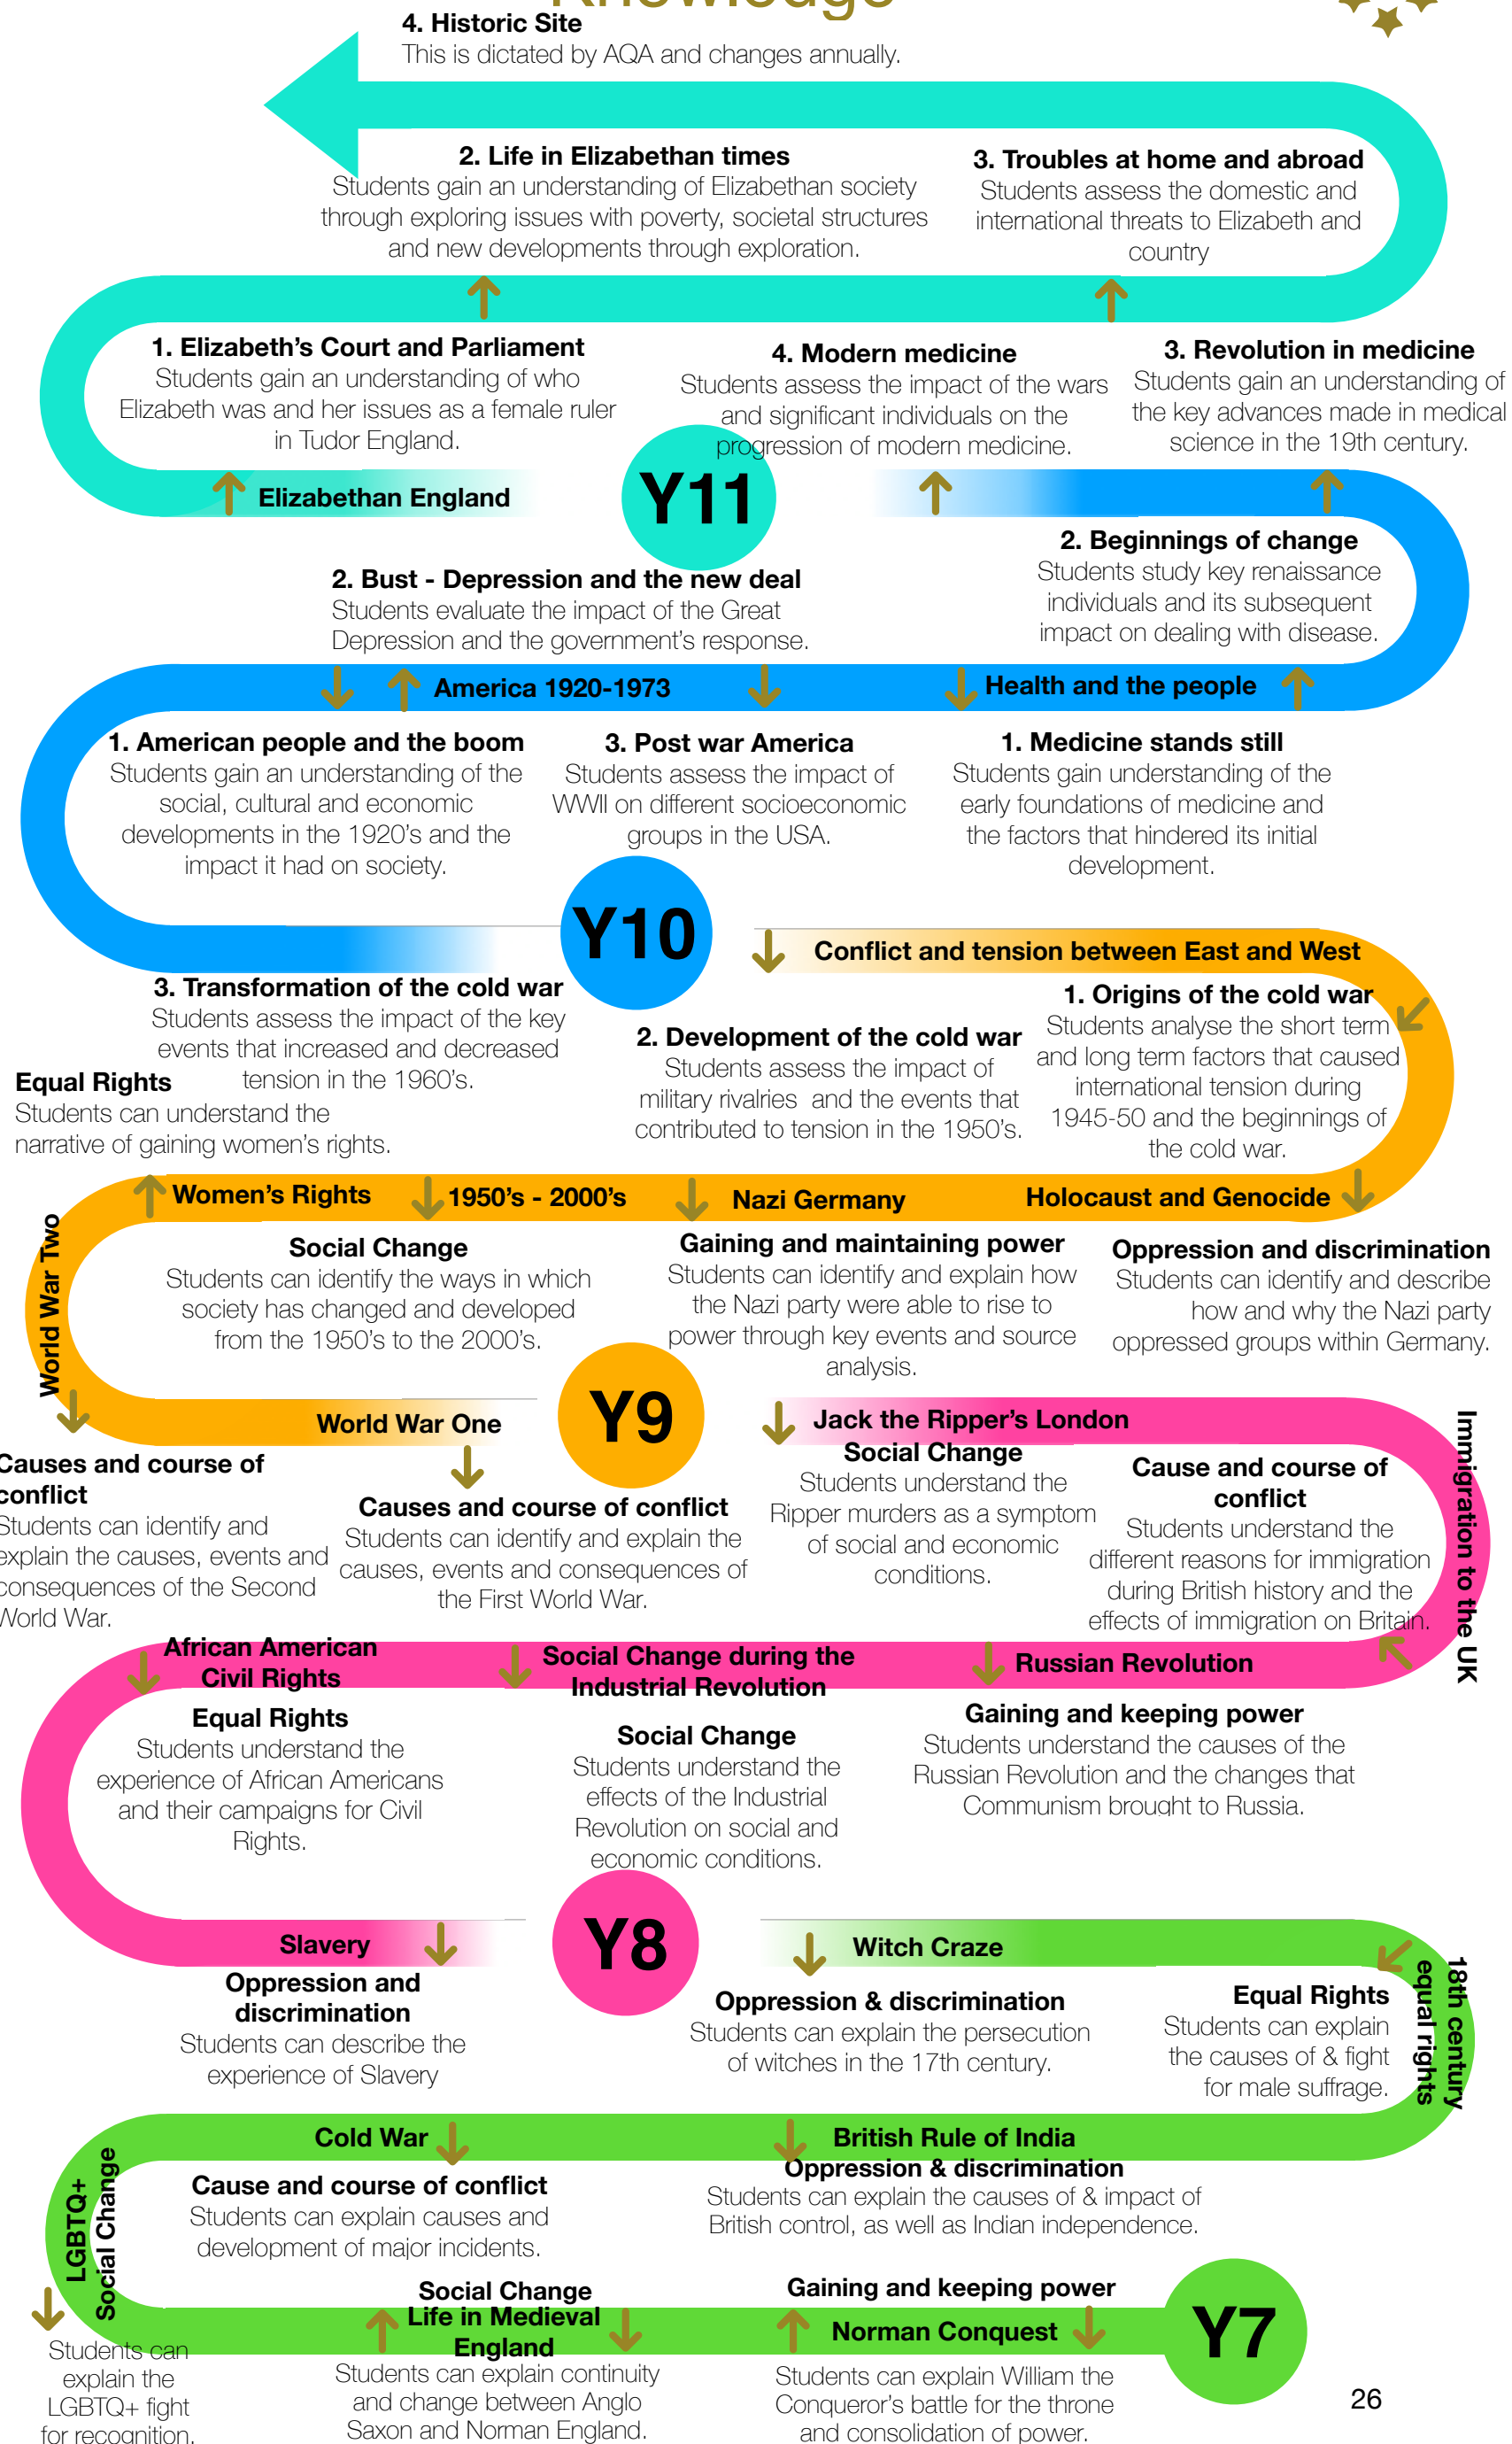 Knowledge
4. Historic Site
This is dictated by AQA and changes annually.
2. Life in Elizabethan times
Students gain an understanding of Elizabethan society
through exploring issues with poverty, societal structures
and new developments through exploration.
3. Troubles at home and abroad
Students assess the domestic and
international threats to Elizabeth and
country
1. Elizabeth's Court and Parliament
Students gain an understanding of who
Elizabeth was and her issues as a female ruler
in Tudor England.
4. Modern medicine
Students assess the impact of the wars
and significant individuals on the
progression of modern medicine.
3. Revolution in medicine
Students gain an understanding of
the key advances made in medical
science in the 19th century.
Elizabethan England
Y11
2. Beginnings of change
Students study key renaissance
individuals and its subsequent
impact on dealing with disease.
2. Bust - Depression and the new deal
Students evaluate the impact of the Great
Depression and the government's response.
America 1920-1973
Health and the people
1. American people and the boom
Students gain an understanding of the
social, cultural and economic
developments in the 1920's and the
impact it had on society.
3. Post war America
Students assess the impact of
WWII on different socioeconomic
groups in the USA.
1. Medicine stands still
Students gain understanding of the
early foundations of medicine and
the factors that hindered its initial
development.
Y10
Conflict and tension between East and West
3. Transformation of the cold war
Students assess the impact of the key
events that increased and decreased
tension in the 1960's.
2. Development of the cold war
Students assess the impact of
military rivalries and the events that
contributed to tension in the 1950's.
1. Origins of the cold war
Students analyse the short term
and long term factors that caused
international tension during
1945-50 and the beginnings of
the cold war.
Equal Rights
Students can understand the
narrative of gaining women's rights.
Women's Rights
1950's - 2000's
Nazi Germany
Holocaust and Genocide
World War Two
Social Change
Students can identify the ways in which
society has changed and developed
from the 1950's to the 2000's.
Gaining and maintaining power
Students can identify and explain how
the Nazi party were able to rise to
power through key events and source
analysis.
Oppression and discrimination
Students can identify and describe
how and why the Nazi party
oppressed groups within Germany.
World War One
Y9
Jack the Ripper's London
Immigration to the UK
Causes and course of
conflict
Students can identify and
explain the causes, events and
consequences of the Second
World War.
Causes and course of conflict
Students can identify and explain the
causes, events and consequences of
the First World War.
Social Change
Students understand the
Ripper murders as a symptom
of social and economic
conditions.
Cause and course of
conflict
Students understand the
different reasons for immigration
during British history and the
effects of immigration on Britain.
African American
Civil Rights
Social Change during the
Industrial Revolution
Russian Revolution
Equal Rights
Students understand the
experience of African Americans
and their campaigns for Civil
Rights.
Social Change
Students understand the
effects of the Industrial
Revolution on social and
economic conditions.
Gaining and keeping power
Students understand the causes of the
Russian Revolution and the changes that
Communism brought to Russia.
Slavery
Y8
Witch Craze
18th century
equal rights
Oppression and
discrimination
Students can describe the
experience of Slavery
Oppression & discrimination
Students can explain the persecution
of witches in the 17th century.
Equal Rights
Students can explain
the causes of & fight
for male suffrage.
Cold War
British Rule of India
LGBTQ+
Social Change
Cause and course of conflict
Students can explain causes and
development of major incidents.
Oppression & discrimination
Students can explain the causes of & impact of
British control, as well as Indian independence.
Social Change
Life in Medieval
England
Students can explain continuity
and change between Anglo
Saxon and Norman England.
Gaining and keeping power
Norman Conquest
Students can explain William the
Conqueror's battle for the throne
and consolidation of power.
Y7
Students can
explain the
LGBTQ+ fight
for recognition.
26